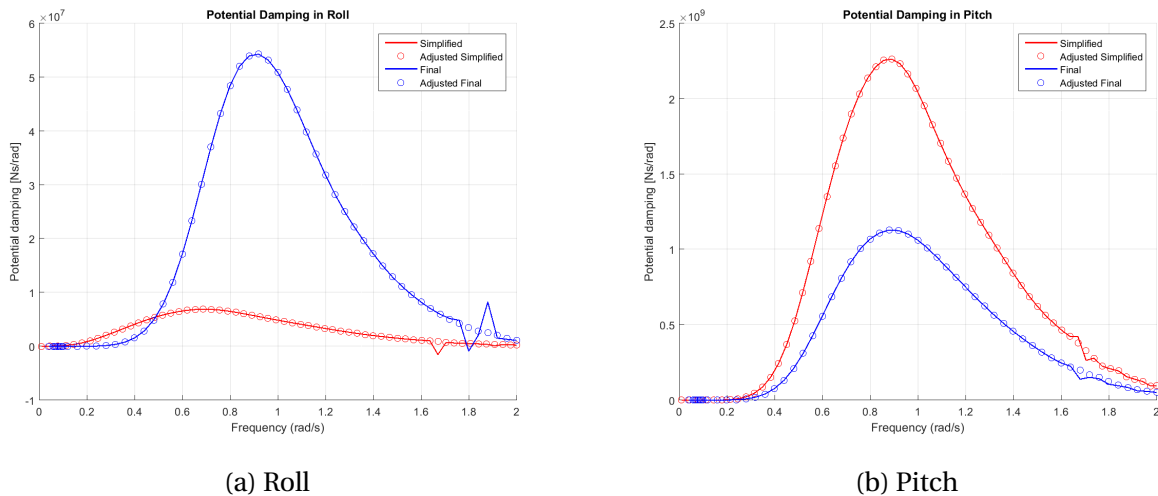 Potential Damping in Roll
×10^7
6
5
4
3
2
1
0
-1
Potential damping [Ns/rad]
0 0.2 0.4 0.6 0.8 1 1.2 1.4 1.6 1.8 2
Frequency (rad/s)
Simplified
Adjusted Simplified
Final
Adjusted Final
(a) Roll
Potential Damping in Pitch
×10^9
2.5
2
1.5
1
0.5
0
Potential damping [Ns/rad]
0 0.2 0.4 0.6 0.8 1 1.2 1.4 1.6 1.8 2
Frequency (rad/s)
Simplified
Adjusted Simplified
Final
Adjusted Final
(b) Pitch